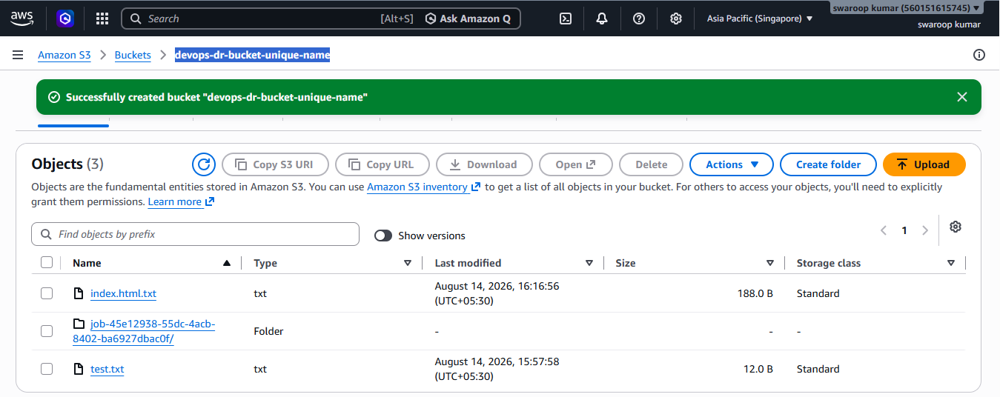 aws
Search [Alt+S] Ask Amazon Q Asia Pacific (Singapore) swaroop kumar (560151615745)
swaroop kumar
Amazon S3 Buckets devops-dr-bucket-unique-name
Successfully created bucket "devops-dr-bucket-unique-name"
Objects (3) Copy S3 URI Copy URL Download Open Delete Actions Create folder Upload
Objects are the fundamental entities stored in Amazon S3. You can use Amazon S3 inventory to get a list of all objects in your bucket. For others to access your objects, you'll need to explicitly
grant them permissions. Learn more
Find objects by prefix Show versions 1
Name Type Last modified Size Storage class
index.html.txt txt August 14, 2026, 16:16:56 (UTC+05:30) 188.0 B Standard
job-45e12938-55dc-4acb-
8402-ba6927dbac0f/ Folder - - -
test.txt txt August 14, 2026, 15:57:58 (UTC+05:30) 12.0 B Standard